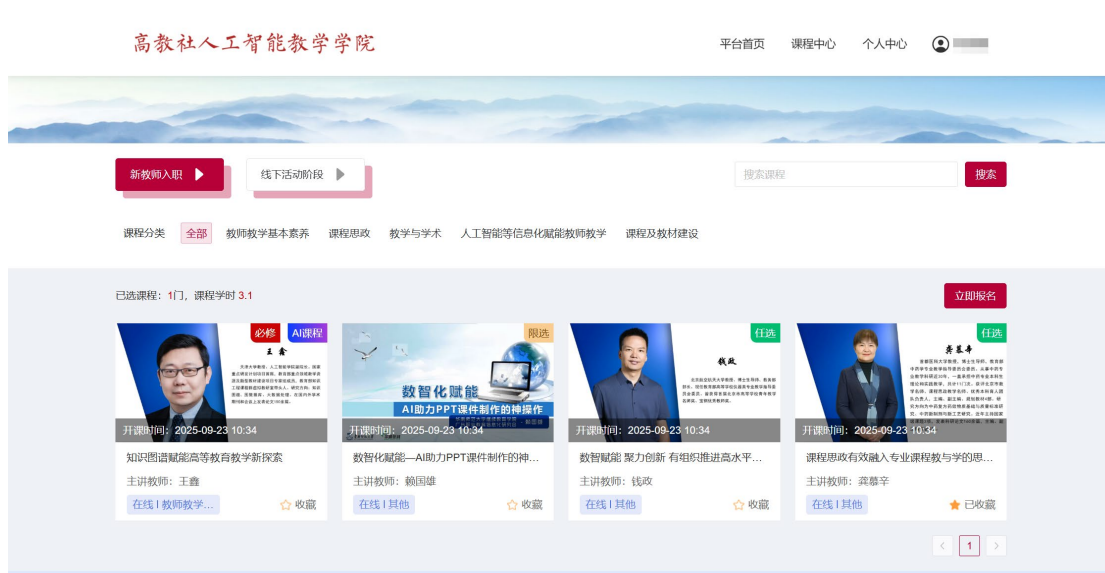 高教社人工智能教学学院
平台首页 课程中心 个人中心
新教师入职 线下活动阶段 搜索课程 搜索
课程分类 全部 教师教学基本素养 课程思政 教学与学术 人工智能等信息化赋能教师教学 课程及教材建设
已选课程：1门，课程学时 3.1 立即报名
必修 AI课程
王鑫
开课时间：2025-09-23 10:34
知识图谱赋能高等教育教学新探索
主讲教师：王鑫
在线 | 教师教学... 收藏
限选
数智化赋能
AI助力PPT课件制作的神操作
开课时间：2025-09-23 10:34
数智化赋能—AI助力PPT课件制作的神...
主讲教师：赖国雄
在线 | 其他 收藏
任选
钱政
开课时间：2025-09-23 10:34
数智赋能 聚力创新 有组织推进高水平...
主讲教师：钱政
在线 | 其他 收藏
任选
龚慕辛
开课时间：2025-09-23 10:34
课程思政有效融入专业课程教与学的思...
主讲教师：龚慕辛
在线 | 其他 已收藏
< 1 >